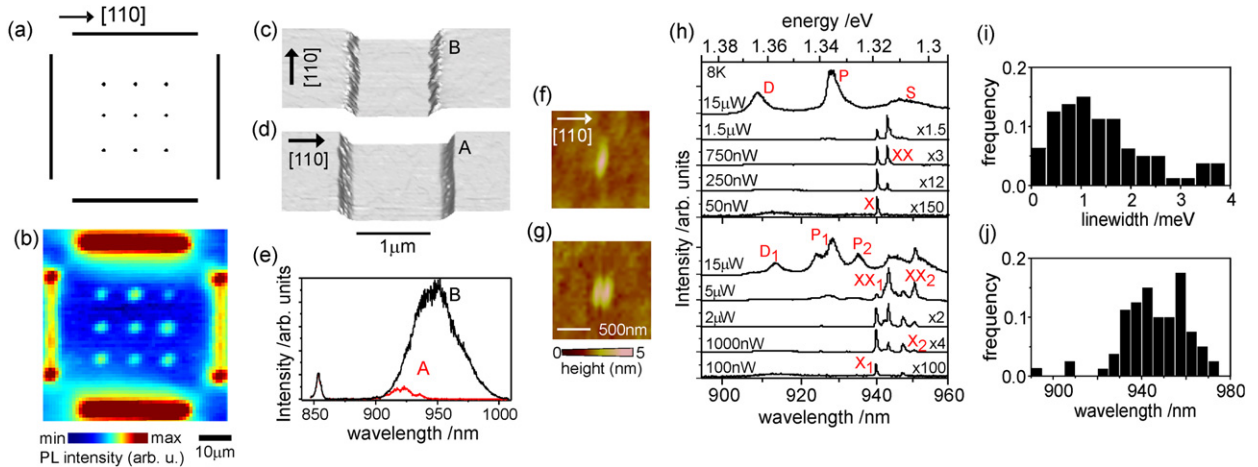 (a)
[110]
(b)
min max
PL intensity (arb. u.)
10μm
(c)
B
[110]
(d)
A
[110]
1μm
(e)
B
A
Intensity /arb. units
850 900 950 1000
wavelength /nm
(f)
[110]
(g)
500nm
0 5
height (nm)
(h)
energy /eV
1.38 1.36 1.34 1.32 1.3
8K
D P S
15μW
1.5μW x1.5
750nW XX x3
250nW x12
50nW X x150
D1 P1 P2
15μW
XX1 XX2
5μW
2μW x2
1000nW X2 x4
100nW X1 x100
Intensity /arb. units
900 920 940 960
wavelength /nm
(i)
frequency
0.2
0.1
0.0
0 1 2 3 4
linewidth /meV
(j)
frequency
0.2
0.1
0.0
900 940 980
wavelength /nm